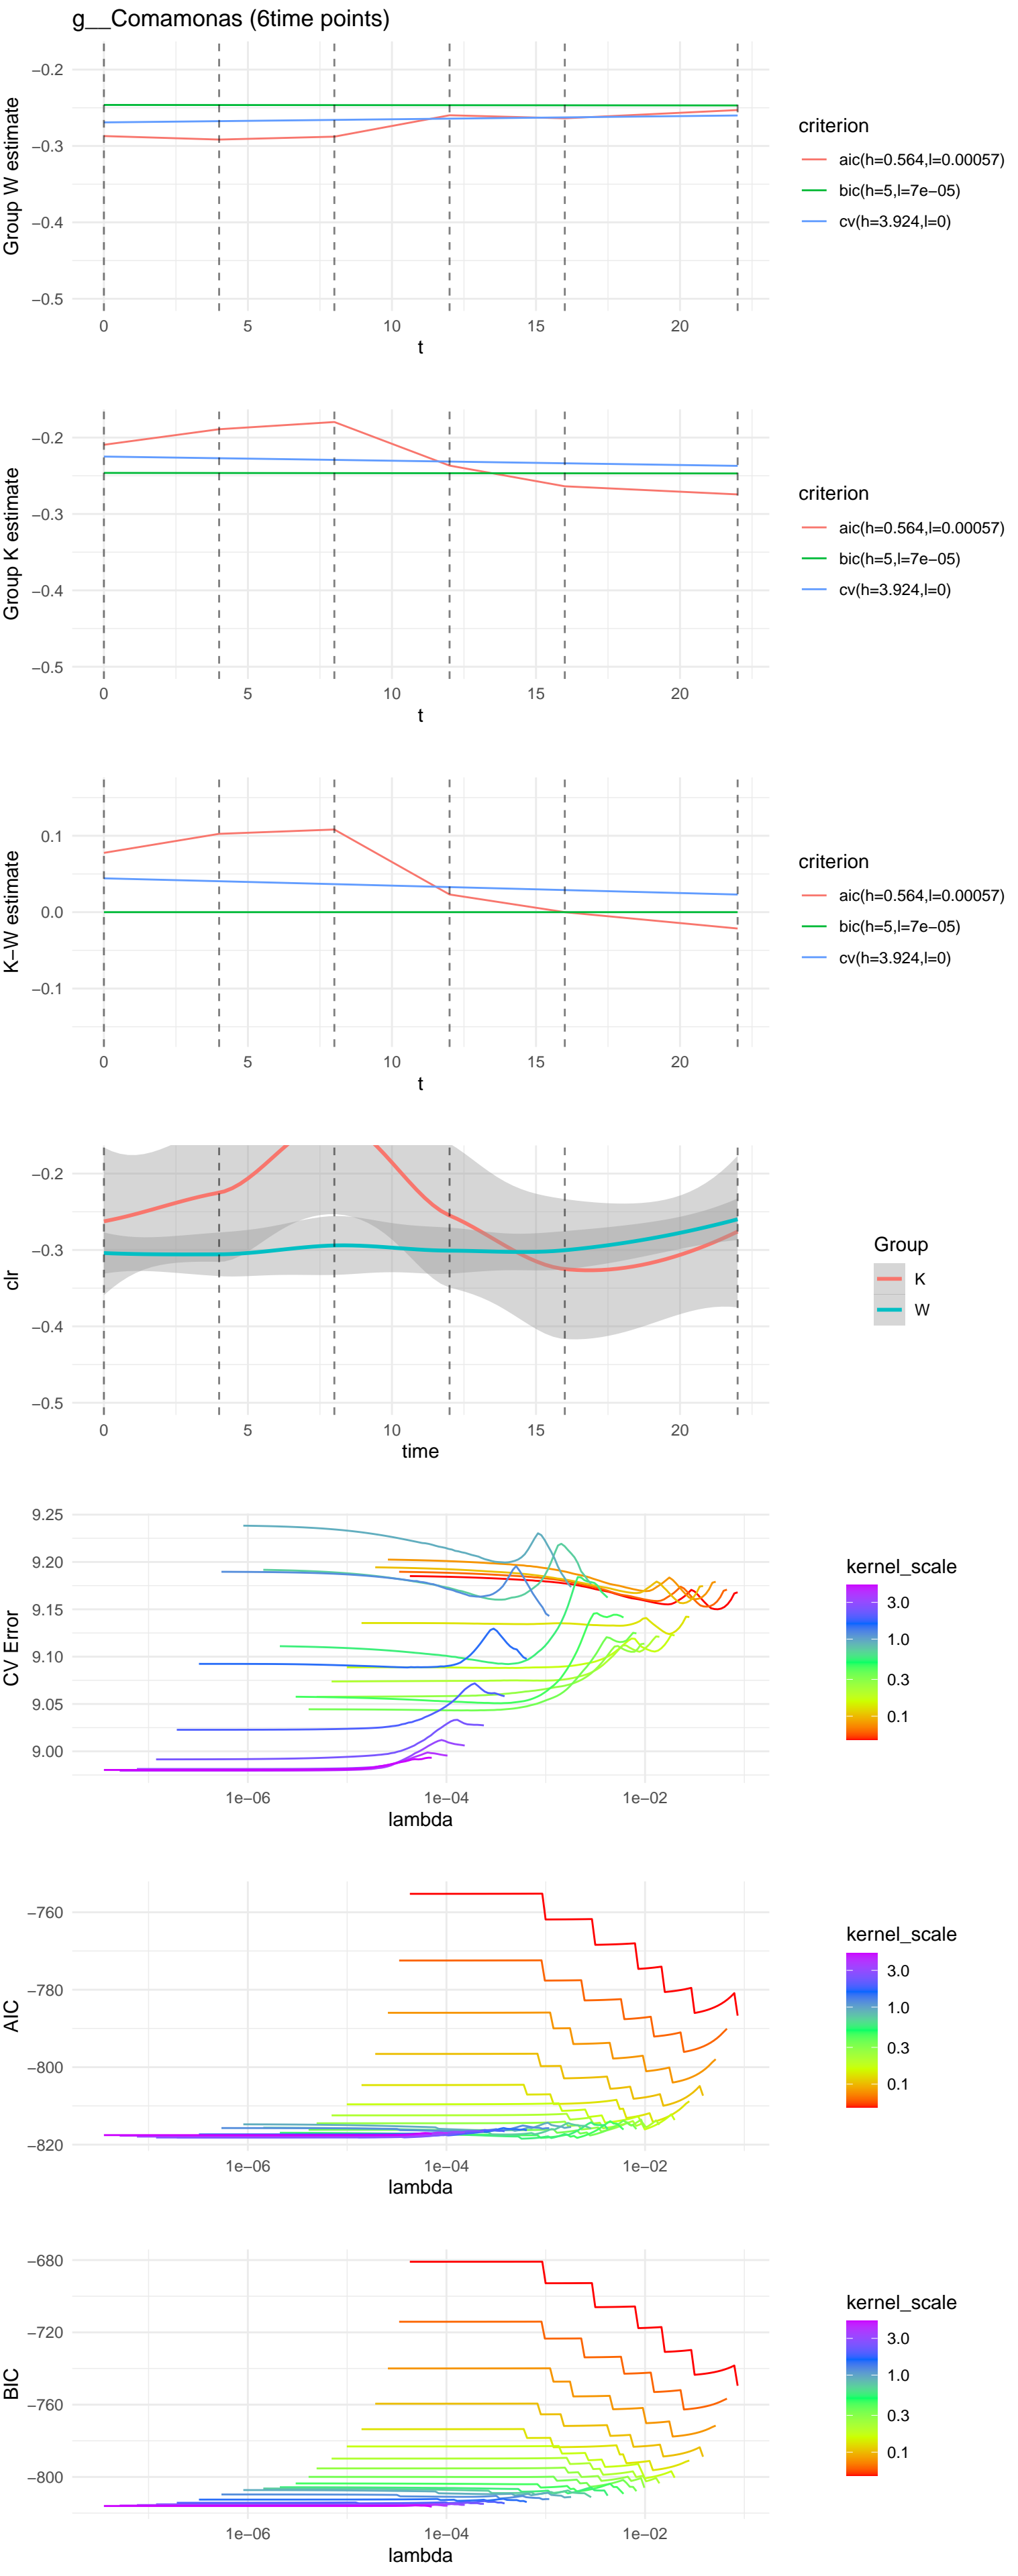 g__Comamonas (6time points)
Group W estimate
−0.2
−0.3
−0.4
−0.5
0 5 10 15 20
t
criterion
aic(h=0.564,l=0.00057)
bic(h=5,l=7e−05)
cv(h=3.924,l=0)
Group K estimate
−0.2
−0.3
−0.4
−0.5
0 5 10 15 20
t
criterion
aic(h=0.564,l=0.00057)
bic(h=5,l=7e−05)
cv(h=3.924,l=0)
K−W estimate
0.1
0.0
−0.1
0 5 10 15 20
t
criterion
aic(h=0.564,l=0.00057)
bic(h=5,l=7e−05)
cv(h=3.924,l=0)
clr
−0.2
−0.3
−0.4
−0.5
0 5 10 15 20
time
Group
K
W
CV Error
9.25
9.20
9.15
9.10
9.05
9.00
1e−06 1e−04 1e−02
lambda
kernel_scale
3.0
1.0
0.3
0.1
AIC
−760
−780
−800
−820
1e−06 1e−04 1e−02
lambda
kernel_scale
3.0
1.0
0.3
0.1
BIC
−680
−720
−760
−800
1e−06 1e−04 1e−02
lambda
kernel_scale
3.0
1.0
0.3
0.1